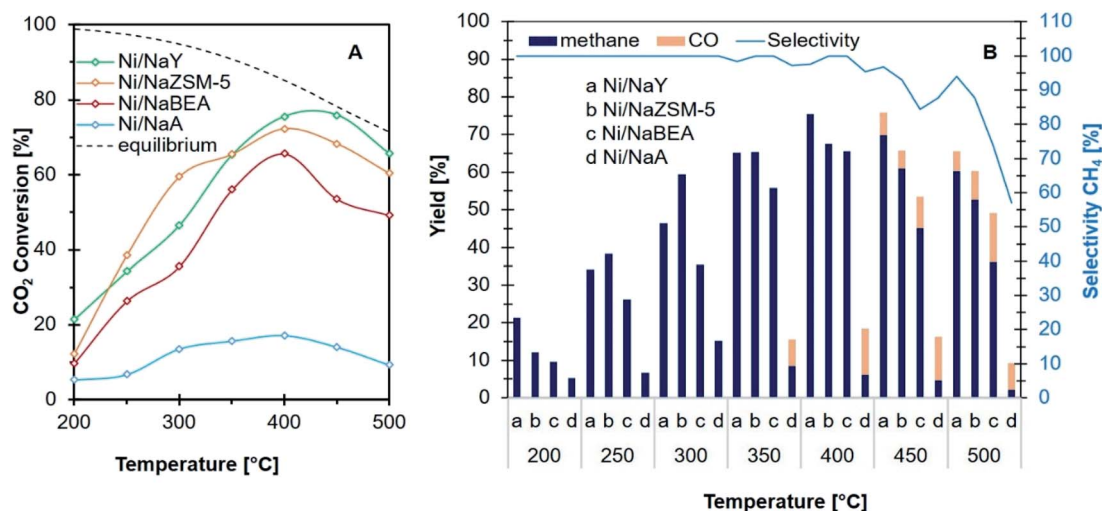 100
80
60
40
20
0
CO2 Conversion [%]
A
Ni/NaY
Ni/NaZSM-5
Ni/NaBEA
Ni/NaA
equilibrium
200 300 400 500
Temperature [°C]
100
90
80
70
60
50
40
30
20
10
0
Yield [%]
methane CO Selectivity
B
a Ni/NaY
b Ni/NaZSM-5
c Ni/NaBEA
d Ni/NaA
110
100
90
80
70
60
50
40
30
20
10
0
Selectivity CH4 [%]
a b c d a b c d a b c d a b c d a b c d a b c d a b c d
200 250 300 350 400 450 500
Temperature [°C]